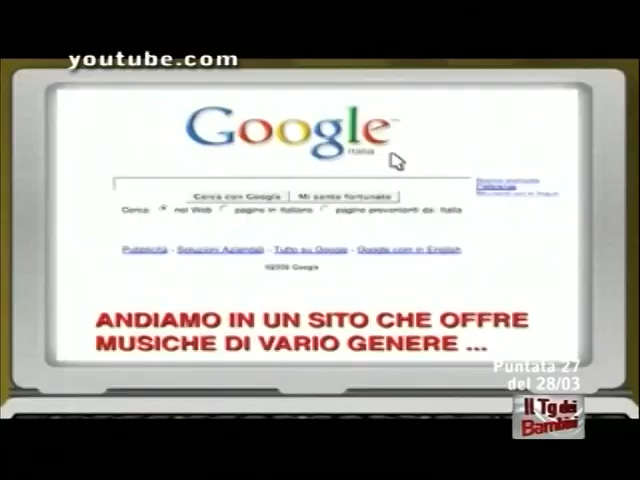 youtube.com
Google™
Italia
Cerca con Google Mi sento fortunato
Cerca: nel Web pagine in Italiano pagine provenienti da: Italia
Pubblicità - Soluzioni Aziendali - Tutto su Google - Google.com in English
Google
ANDIAMO IN UN SITO CHE OFFRE
MUSICHE DI VARIO GENERE ...
Puntata 27
del 28/03
Il Tg dei
Bambini